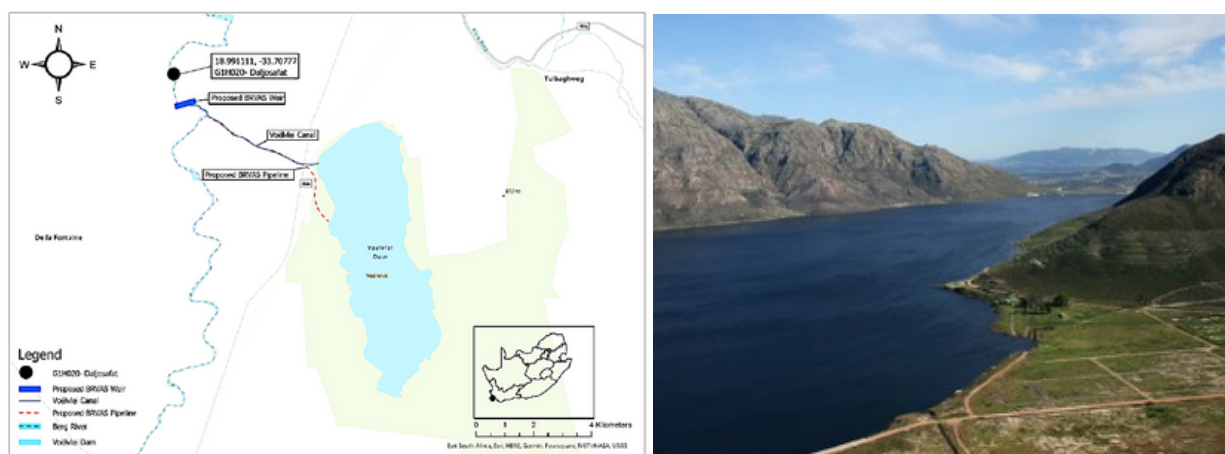 N
W
E
S
18.991111, -33.70777
G1H020- Daljosafat
Proposed BRVAS Weir
Tulbaghweg
Voëlvlei Canal
Proposed BRVAS Pipeline
De la Fontaine
Dam
Legend
G1H020- Daljosafat
Proposed BRVAS Weir
Voëlvlei Canal
Proposed BRVAS Pipeline
Berg River
Voëlvlei Dam
0 1 2 4 Kilometers
Esri South Africa, Esri, HERE, Garmin, Foursquare, METI/NASA, USGS